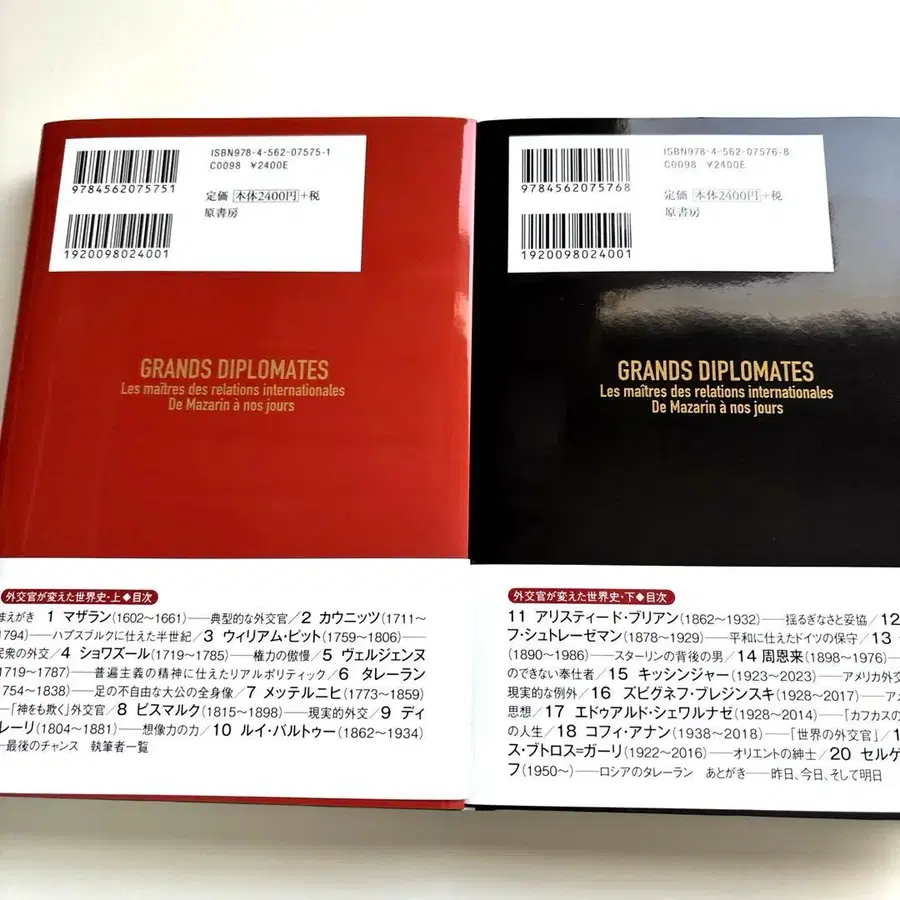 ISBN978-4-562-07575-1
C0098 ¥2400E
9784562075751
定価 本体2400円+税
原書房
1920098024001
GRANDS DIPLOMATES
Les maîtres des relations internationales
De Mazarin à nos jours
外交官が変えた世界史・上◆目次
まえがき 1 マザラン(1602〜1661)──典型的な外交官/2 カウニッツ(1711〜
1794)──ハプスブルクに仕えた半世紀/3 ウィリアム・ピット(1759〜1806)──
民衆の外交/4 ショワズール(1719〜1785)──権力の傲慢/5 ヴェルジェンヌ
(1719〜1787)──普遍主義の精神に仕えたリアルポリティック/6 タレーラン
(1754〜1838)──足の不自由な大公の全身像/7 メッテルニヒ(1773〜1859)
──「神をも欺く」外交官/8 ビスマルク(1815〜1898)──現実的外交/9 ディ
レーリ(1804〜1881)──想像力の力/10 ルイ・バルトゥー(1862〜1934)
──最後のチャンス 執筆者一覧
ISBN978-4-562-07576-8
C0098 ¥2400E
9784562075768
定価 本体2400円+税
原書房
1920098024001
GRANDS DIPLOMATES
Les maîtres des relations internationales
De Mazarin à nos jours
外交官が変えた世界史・下◆目次
11 アリスティード・ブリアン(1862〜1932)──揺るぎなさと妥協/12
フ・シュトレーゼマン(1878〜1929)──平和に仕えたドイツの保守/13
(1890〜1986)──スターリンの背後の男/14 周恩来(1898〜1976)──
のできない奉仕者/15 キッシンジャー(1923〜2023)──アメリカ外交
現実的な例外/16 ズビグネフ・ブレジンスキ(1928〜2017)──アメ
思想/17 エドゥアルド・シェワルナゼ(1928〜2014)──「カフカスの
の人生/18 コフィ・アナン(1938〜2018)──「世界の外交官」/1
ス・ブトロス=ガーリ(1922〜2016)──オリエントの紳士/20 セルゲ
フ(1950〜)──ロシアのタレーラン あとがき──昨日、今日、そして明日